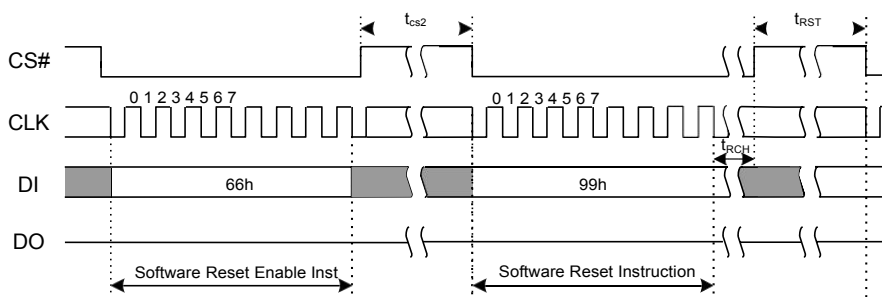 tcs2
tRST
CS#
0 1 2 3 4 5 6 7
0 1 2 3 4 5 6 7
CLK
tRCH
DI
66h
99h
DO
Software Reset Enable Inst
Software Reset Instruction